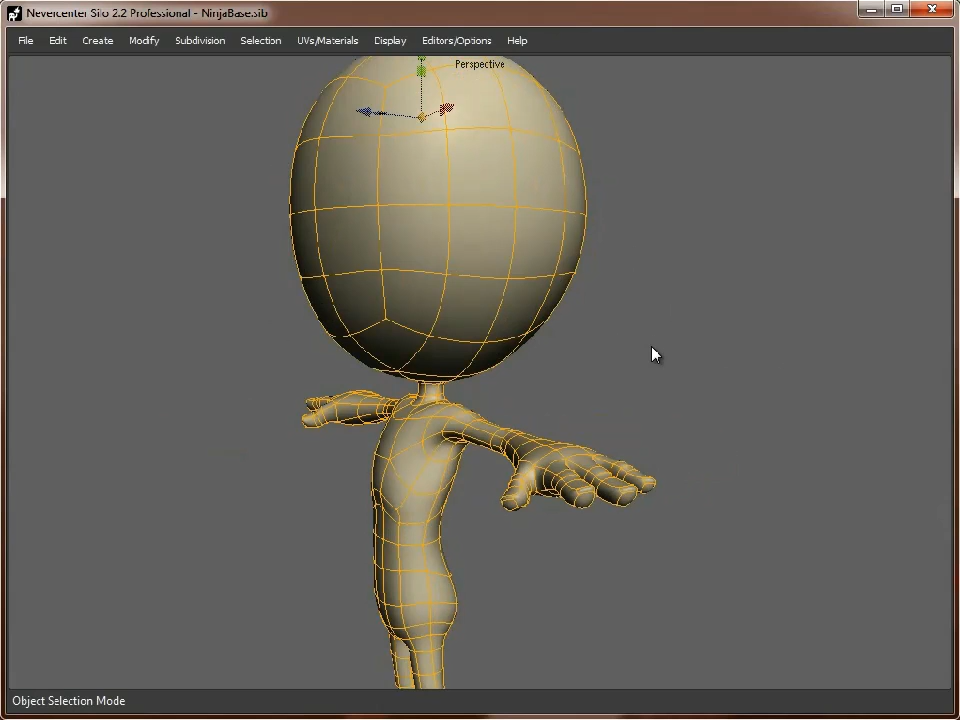 Nevercenter Silo 2.2 Professional - NinjaBase.sib
File Edit Create Modify Subdivision Selection UVs/Materials Display Editors/Options Help
Perspective
Object Selection Mode